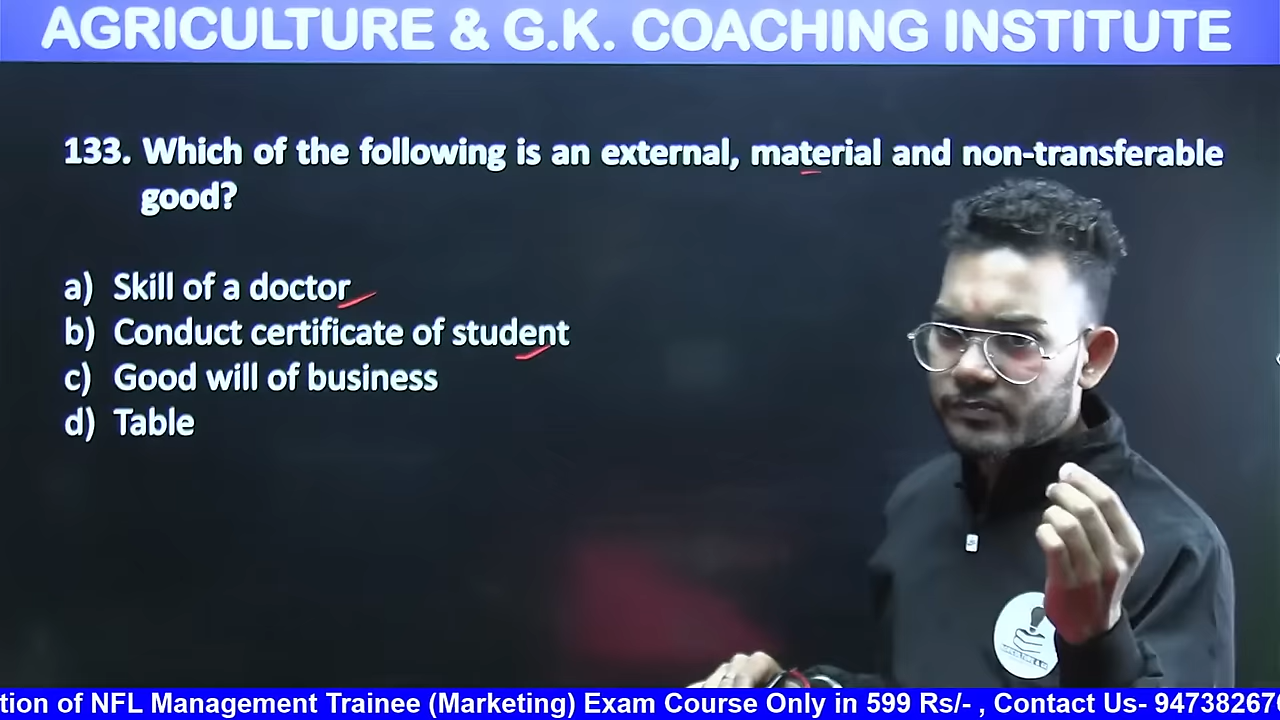 AGRICULTURE & G.K. COACHING INSTITUTE
133. Which of the following is an external, material and non-transferable
good?
a) Skill of a doctor
b) Conduct certificate of student
c) Good will of business
d) Table
tion of NFL Management Trainee (Marketing) Exam Course Only in 599 Rs/- , Contact Us- 94738267